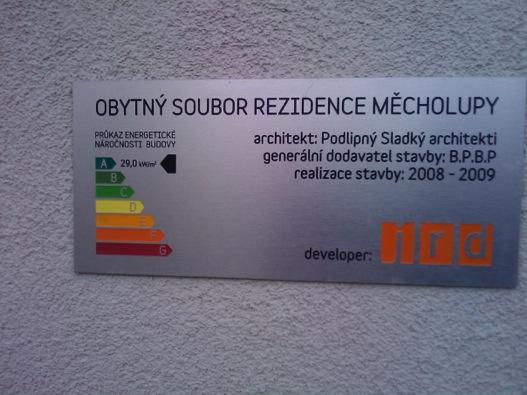 OBYTNÝ SOUBOR REZIDENCE MĚCHOLUPY
PRŮKAZ ENERGETICKÉ
NÁROČNOSTI BUDOVY
A 29,0 kWh/m²
B
C
D
E
F
G
architekt: Podlipný Sladký architekti
generální dodavatel stavby: B.P.B.P
realizace stavby: 2008 - 2009
developer: jrd